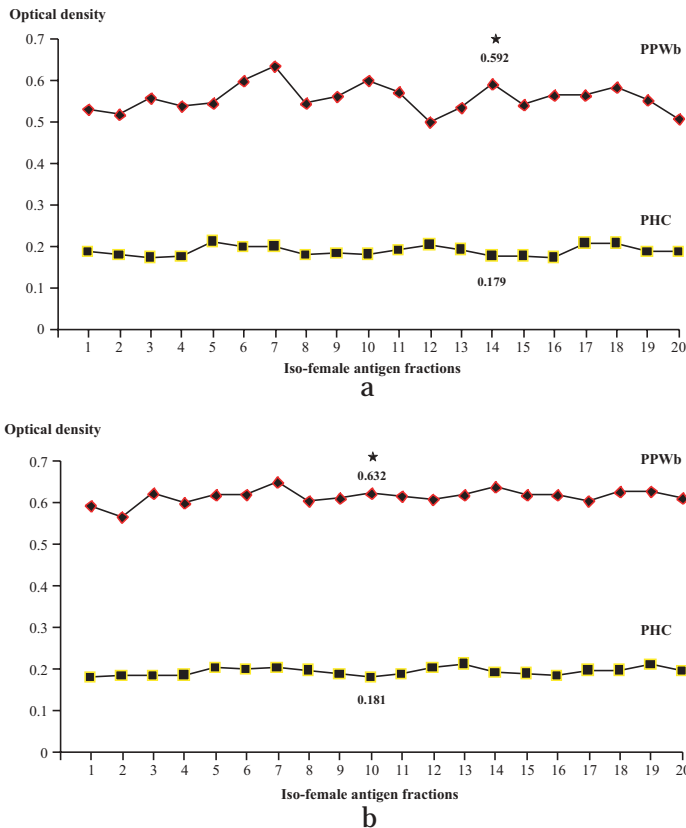 Optical density
0.7
0.6
0.5
0.4
0.3
0.2
0.1
0
★
0.592
PPWb
PHC
0.179
1 2 3 4 5 6 7 8 9 10 11 12 13 14 15 16 17 18 19 20
Iso-female antigen fractions
a
Optical density
0.7
0.6
0.5
0.4
0.3
0.2
0.1
0
★
0.632
PPWb
PHC
0.181
1 2 3 4 5 6 7 8 9 10 11 12 13 14 15 16 17 18 19 20
Iso-female antigen fractions
b